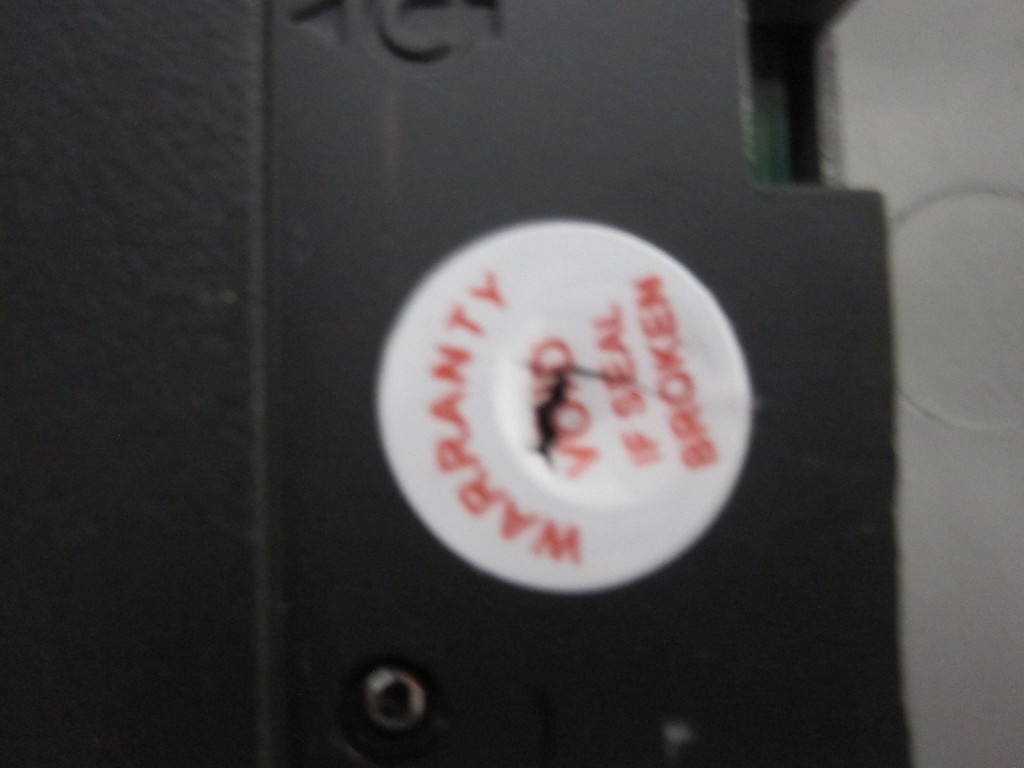 WARRANTY
VOID
IF SEAL
BROKEN